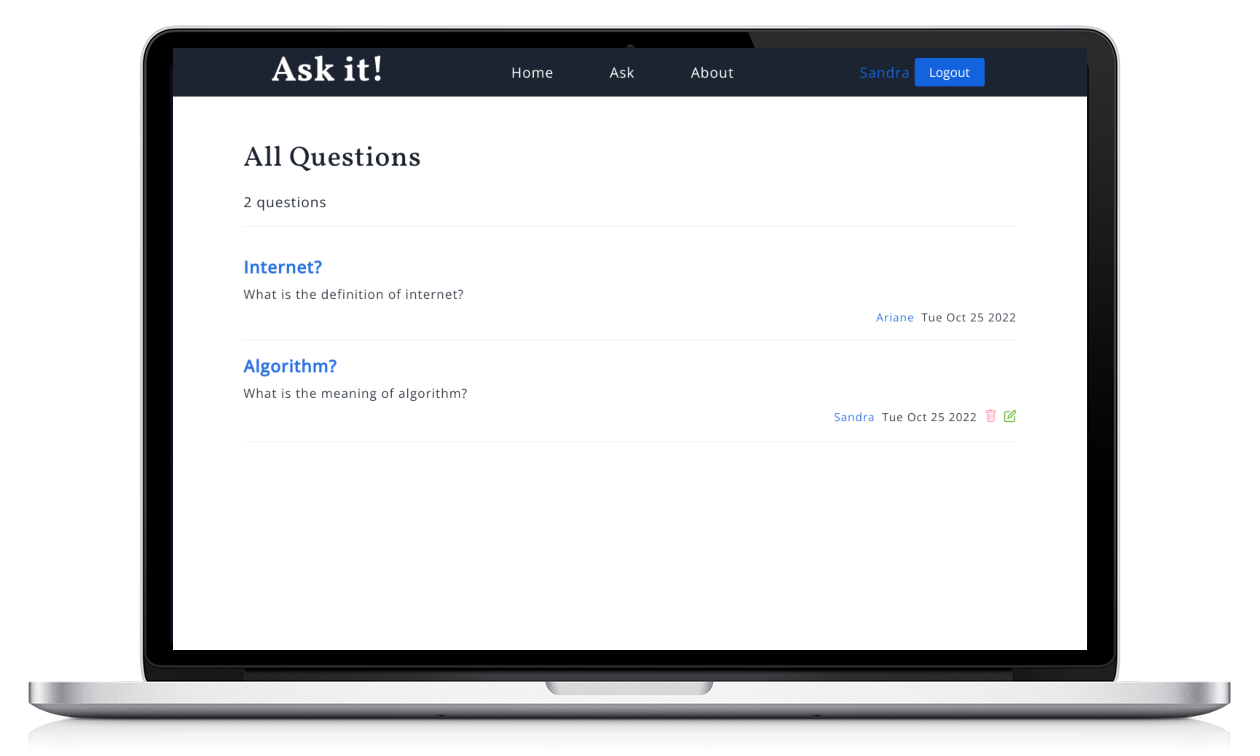 Ask it! Home Ask About Sandra Logout
All Questions
2 questions
Internet?
What is the definition of internet?
Ariane Tue Oct 25 2022
Algorithm?
What is the meaning of algorithm?
Sandra Tue Oct 25 2022